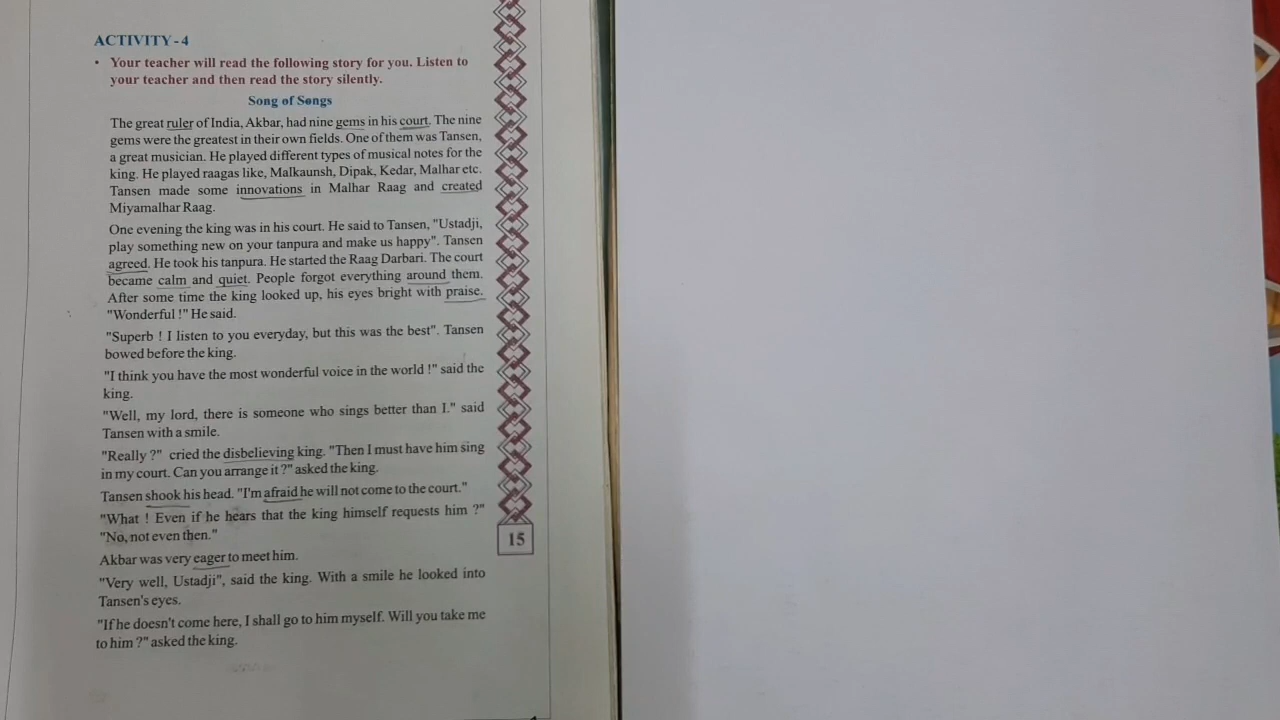 ACTIVITY - 4
• Your teacher will read the following story for you. Listen to
your teacher and then read the story silently.
Song of Songs
The great ruler of India, Akbar, had nine gems in his court. The nine
gems were the greatest in their own fields. One of them was Tansen,
a great musician. He played different types of musical notes for the
king. He played raagas like, Malkaunsh, Dipak, Kedar, Malhar etc.
Tansen made some innovations in Malhar Raag and created
Miyamalhar Raag.
One evening the king was in his court. He said to Tansen, "Ustadji,
play something new on your tanpura and make us happy". Tansen
agreed. He took his tanpura. He started the Raag Darbari. The court
became calm and quiet. People forgot everything around them.
After some time the king looked up, his eyes bright with praise.
"Wonderful !" He said.
"Superb ! I listen to you everyday, but this was the best". Tansen
bowed before the king.
"I think you have the most wonderful voice in the world !" said the
king.
"Well, my lord, there is someone who sings better than I." said
Tansen with a smile.
"Really ?" cried the disbelieving king. "Then I must have him sing
in my court. Can you arrange it ?" asked the king.
Tansen shook his head. "I'm afraid he will not come to the court."
"What ! Even if he hears that the king himself requests him ?"
"No, not even then."
Akbar was very eager to meet him.
"Very well, Ustadji", said the king. With a smile he looked into
Tansen's eyes.
"If he doesn't come here, I shall go to him myself. Will you take me
to him ?" asked the king.
15